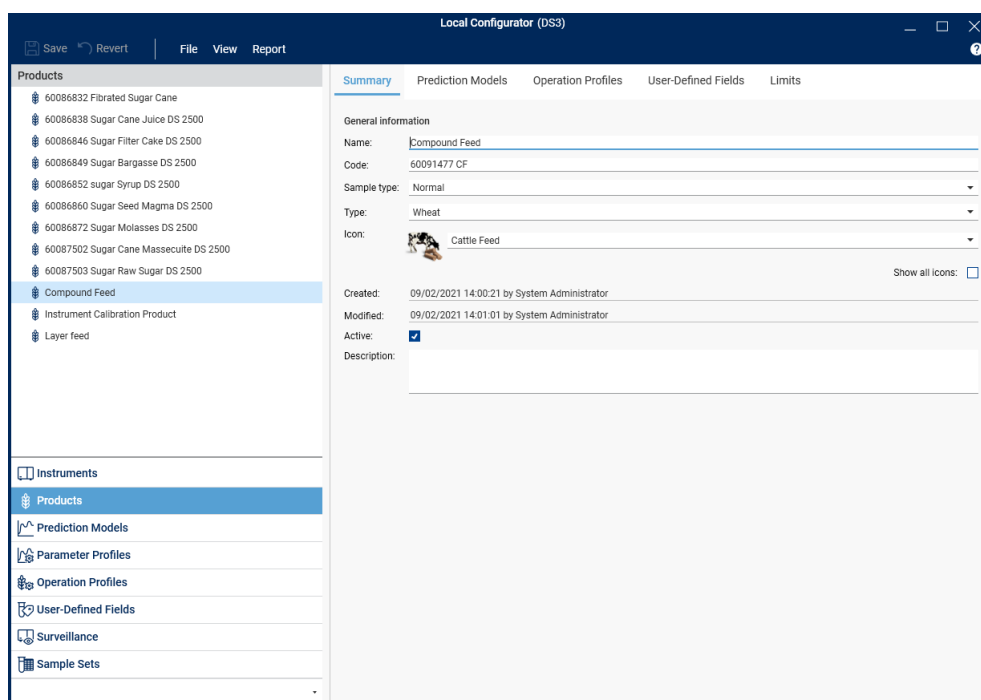 Local Configurator (DS3)
Save Revert File View Report
Products
60086832 Fibrated Sugar Cane
60086838 Sugar Cane Juice DS 2500
60086846 Sugar Filter Cake DS 2500
60086849 Sugar Bargasse DS 2500
60086852 sugar Syrup DS 2500
60086860 Sugar Seed Magma DS 2500
60086872 Sugar Molasses DS 2500
60087502 Sugar Cane Massecuite DS 2500
60087503 Sugar Raw Sugar DS 2500
Compound Feed
Instrument Calibration Product
Layer feed
Instruments
Products
Prediction Models
Parameter Profiles
Operation Profiles
User-Defined Fields
Surveillance
Sample Sets
Summary Prediction Models Operation Profiles User-Defined Fields Limits
General information
Name: Compound Feed
Code: 60091477 CF
Sample type: Normal
Type: Wheat
Icon: Cattle Feed
Show all icons:
Created: 09/02/2021 14:00:21 by System Administrator
Modified: 09/02/2021 14:01:01 by System Administrator
Active:
Description: